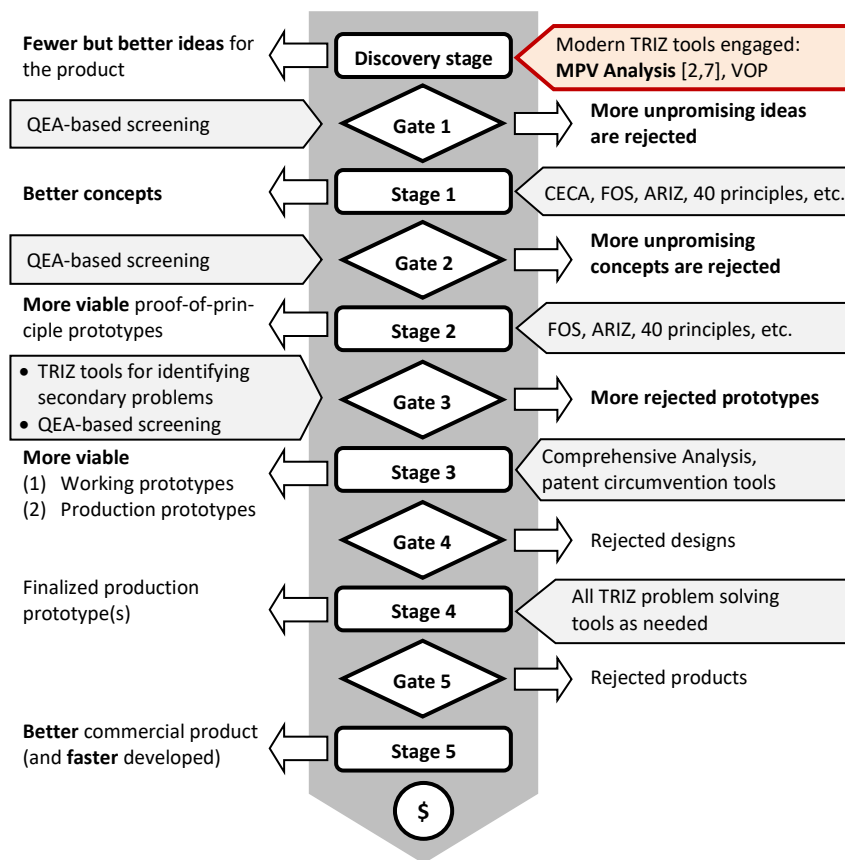 Fewer but better ideas for
the product
Discovery stage
Modern TRIZ tools engaged:
MPV Analysis [2,7], VOP
QEA-based screening
Gate 1
More unpromising ideas
are rejected
Better concepts
Stage 1
CECA, FOS, ARIZ, 40 principles, etc.
QEA-based screening
Gate 2
More unpromising
concepts are rejected
More viable proof-of-prin-
ciple prototypes
Stage 2
FOS, ARIZ, 40 principles, etc.
• TRIZ tools for identifying
secondary problems
• QEA-based screening
Gate 3
More rejected prototypes
More viable
(1) Working prototypes
(2) Production prototypes
Stage 3
Comprehensive Analysis,
patent circumvention tools
Gate 4
Rejected designs
Finalized production
prototype(s)
Stage 4
All TRIZ problem solving
tools as needed
Gate 5
Rejected products
Better commercial product
(and faster developed)
Stage 5
$